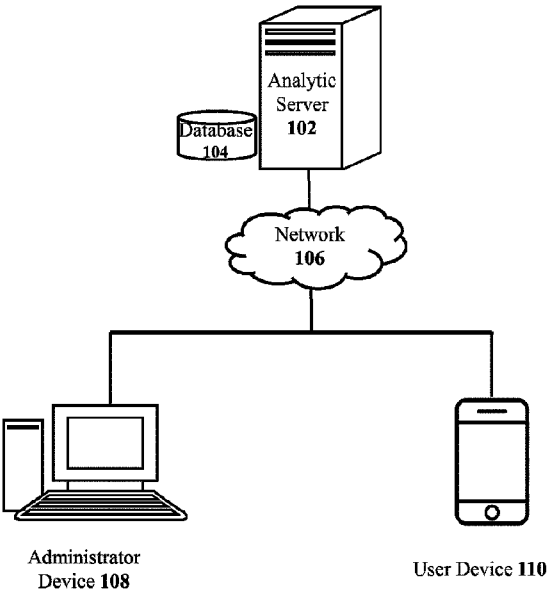 Analytic
Server
102
Database
104
Network
106
Administrator
Device 108
User Device 110